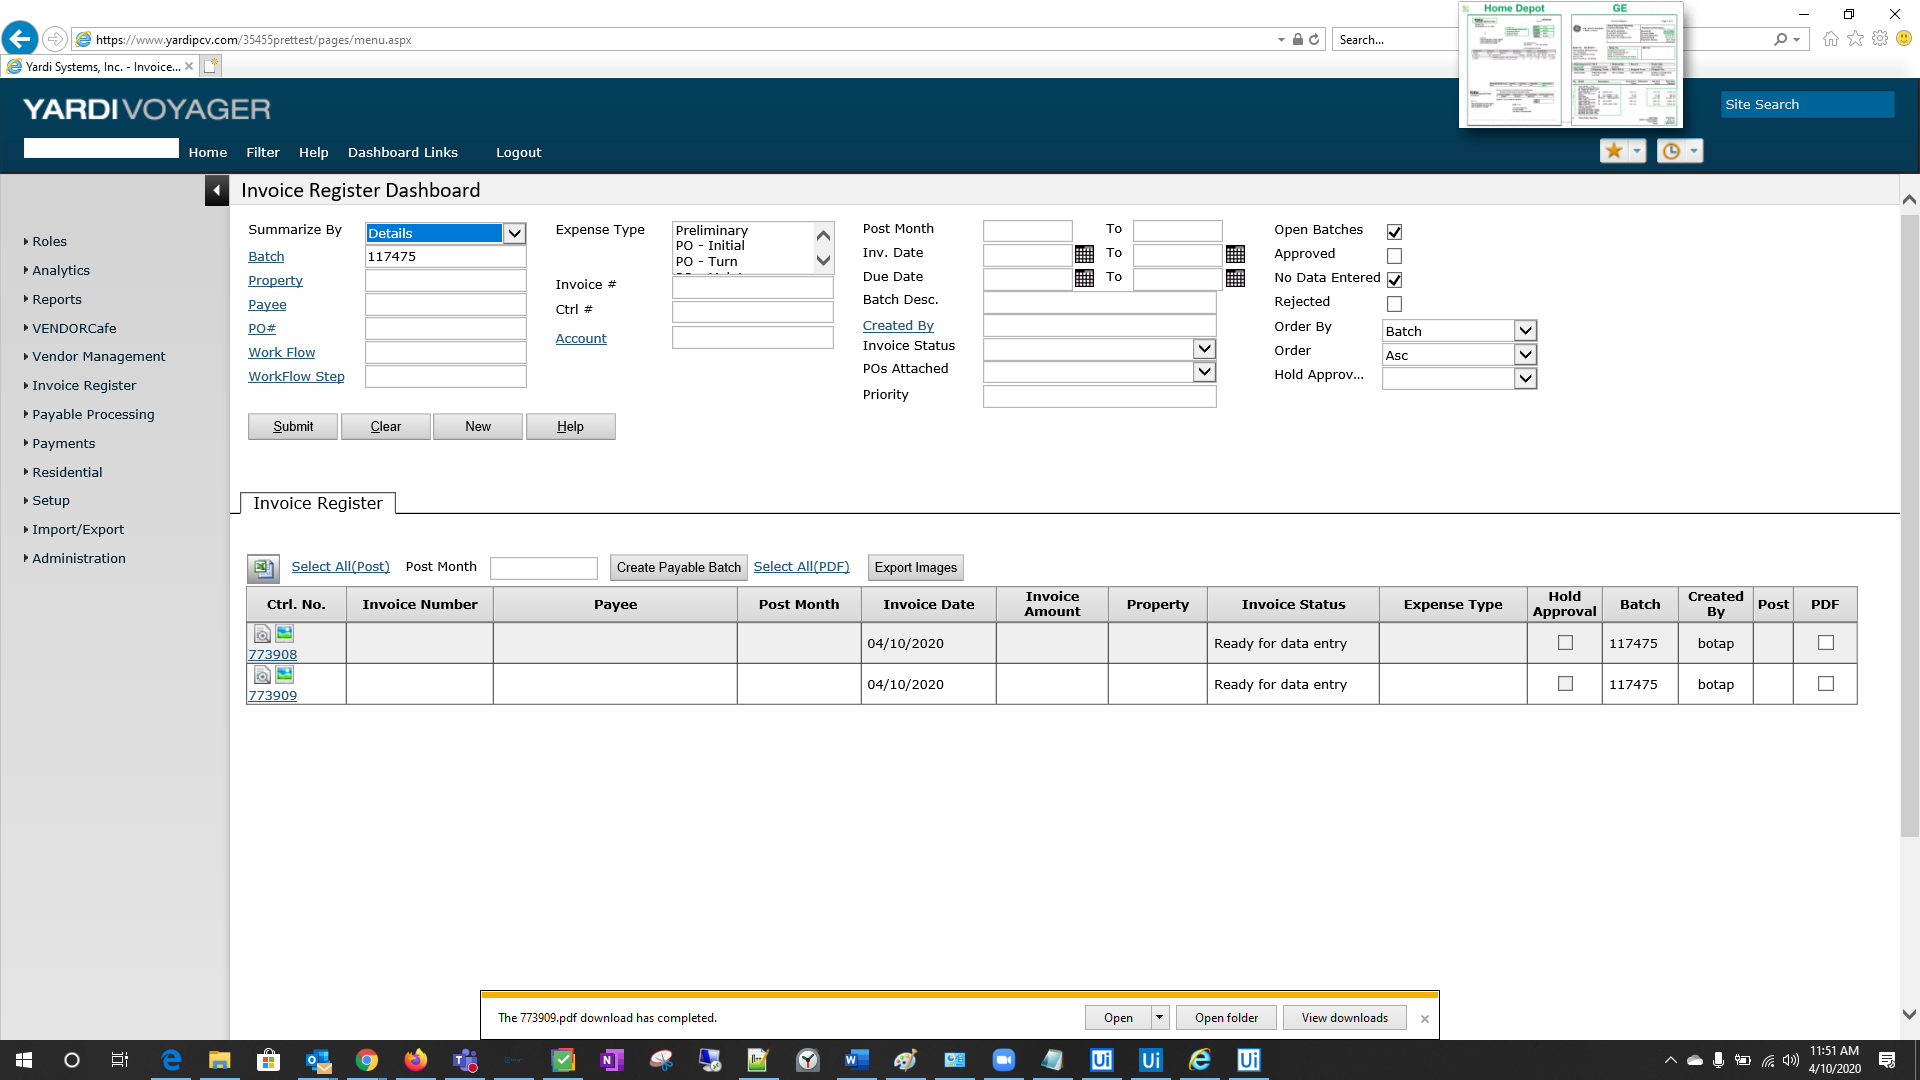 Home Depot GE
https://www.yardipcv.com/35455prettest/pages/menu.aspx
Search...
Yardi Systems, Inc. - Invoice...
YARDI VOYAGER
Site Search
Home Filter Help Dashboard Links Logout
Invoice Register Dashboard
Roles
Analytics
Reports
VENDORCafe
Vendor Management
Invoice Register
Payable Processing
Payments
Residential
Setup
Import/Export
Administration
Summarize By Details
Batch 117475
Property
Payee
PO#
Work Flow
WorkFlow Step
Expense Type Preliminary
PO - Initial
PO - Turn
Invoice #
Ctrl #
Account
Post Month To
Inv. Date To
Due Date To
Batch Desc.
Created By
Invoice Status
POs Attached
Priority
Open Batches
Approved
No Data Entered
Rejected
Order By Batch
Order Asc
Hold Approv...
Submit Clear New Help
Invoice Register
Select All(Post) Post Month Create Payable Batch Select All(PDF) Export Images
Ctrl. No. Invoice Number Payee Post Month Invoice Date Invoice Amount Property Invoice Status Expense Type Hold Approval Batch Created By Post PDF
773908 04/10/2020 Ready for data entry 117475 botap
773909 04/10/2020 Ready for data entry 117475 botap
The 773909.pdf download has completed. Open Open folder View downloads
11:51 AM
4/10/2020